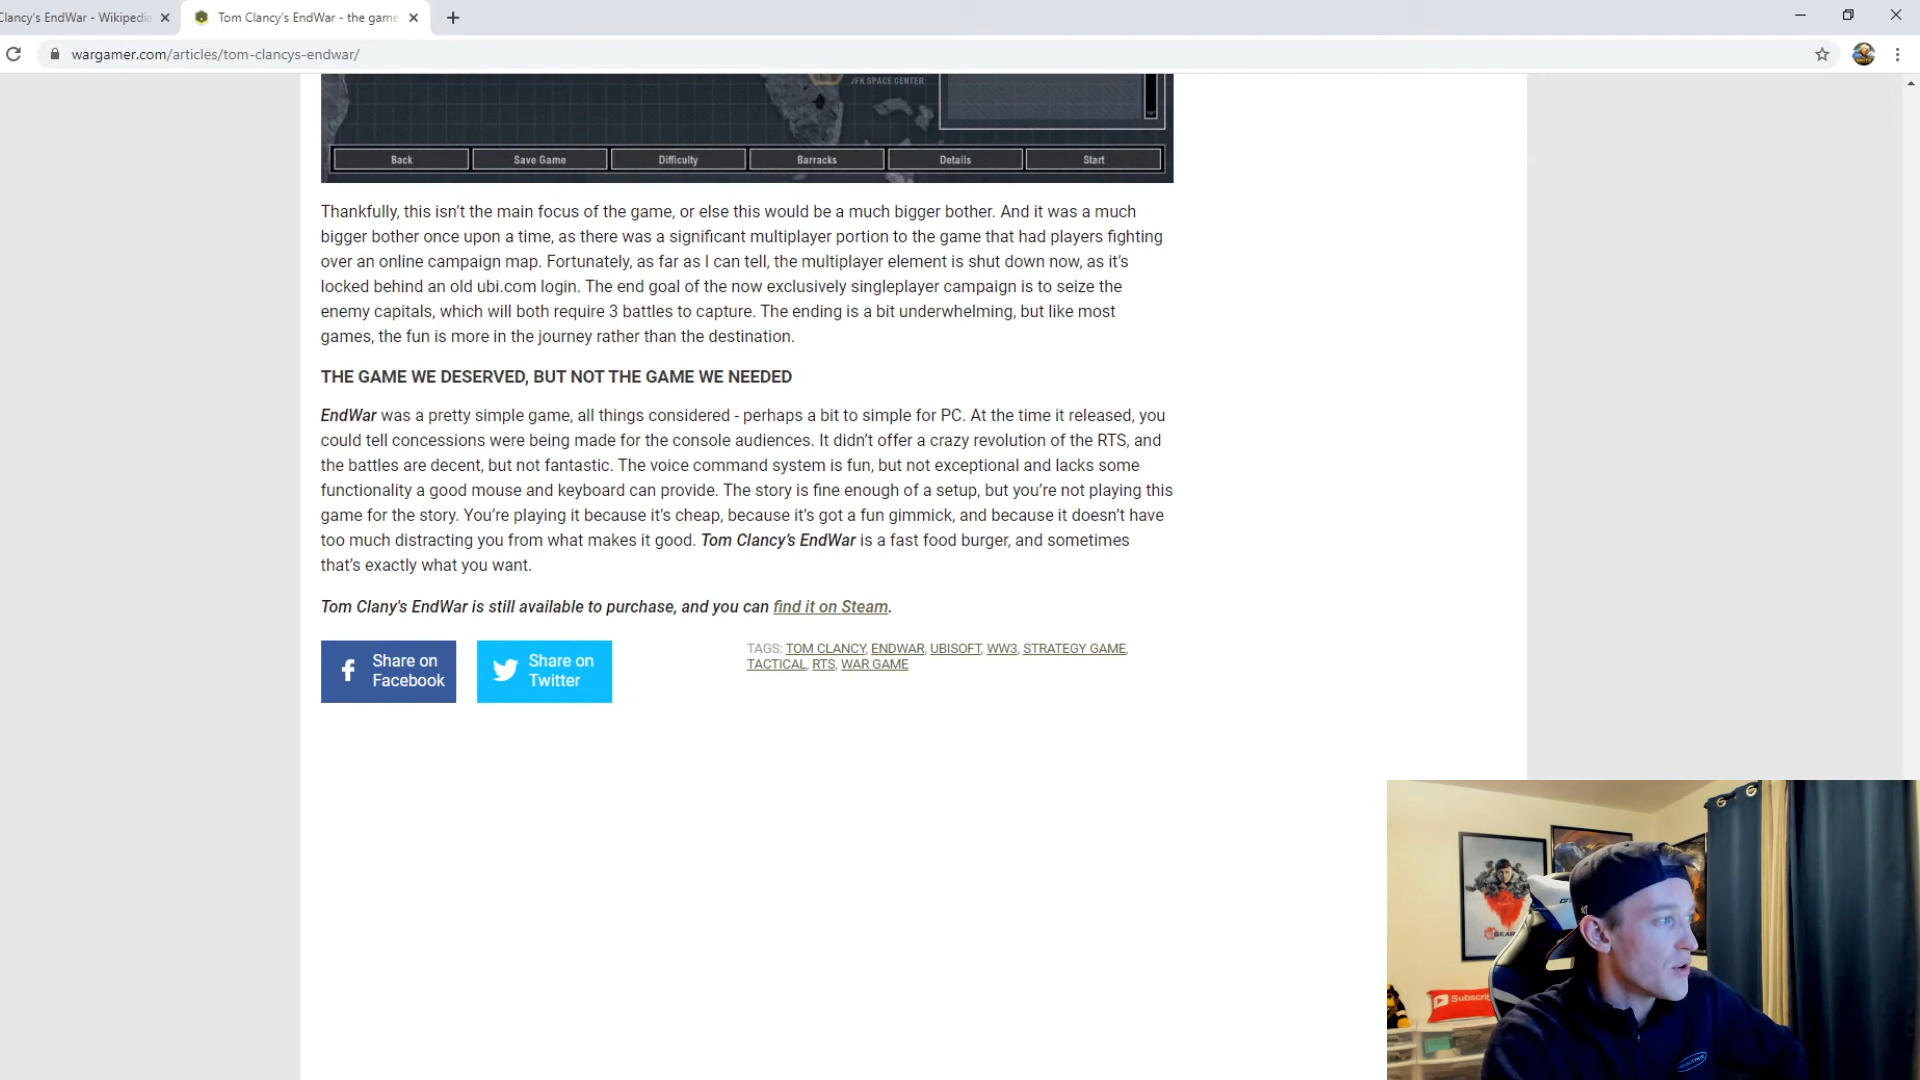 Clancy's EndWar - Wikipedia
Tom Clancy's EndWar - the game
wargamer.com/articles/tom-clancys-endwar/
JFK SPACE CENTER
Back
Save Game
Difficulty
Barracks
Details
Start
Thankfully, this isn’t the main focus of the game, or else this would be a much bigger bother. And it was a much
bigger bother once upon a time, as there was a significant multiplayer portion to the game that had players fighting
over an online campaign map. Fortunately, as far as I can tell, the multiplayer element is shut down now, as it’s
locked behind an old ubi.com login. The end goal of the now exclusively singleplayer campaign is to seize the
enemy capitals, which will both require 3 battles to capture. The ending is a bit underwhelming, but like most
games, the fun is more in the journey rather than the destination.
THE GAME WE DESERVED, BUT NOT THE GAME WE NEEDED
EndWar was a pretty simple game, all things considered - perhaps a bit to simple for PC. At the time it released, you
could tell concessions were being made for the console audiences. It didn’t offer a crazy revolution of the RTS, and
the battles are decent, but not fantastic. The voice command system is fun, but not exceptional and lacks some
functionality a good mouse and keyboard can provide. The story is fine enough of a setup, but you’re not playing this
game for the story. You’re playing it because it’s cheap, because it’s got a fun gimmick, and because it doesn’t have
too much distracting you from what makes it good. Tom Clancy’s EndWar is a fast food burger, and sometimes
that’s exactly what you want.
Tom Clany's EndWar is still available to purchase, and you can find it on Steam.
Share on
Facebook
Share on
Twitter
TAGS: TOM CLANCY, ENDWAR, UBISOFT, WW3, STRATEGY GAME,
TACTICAL, RTS, WAR GAME
GEAR
Subscrib